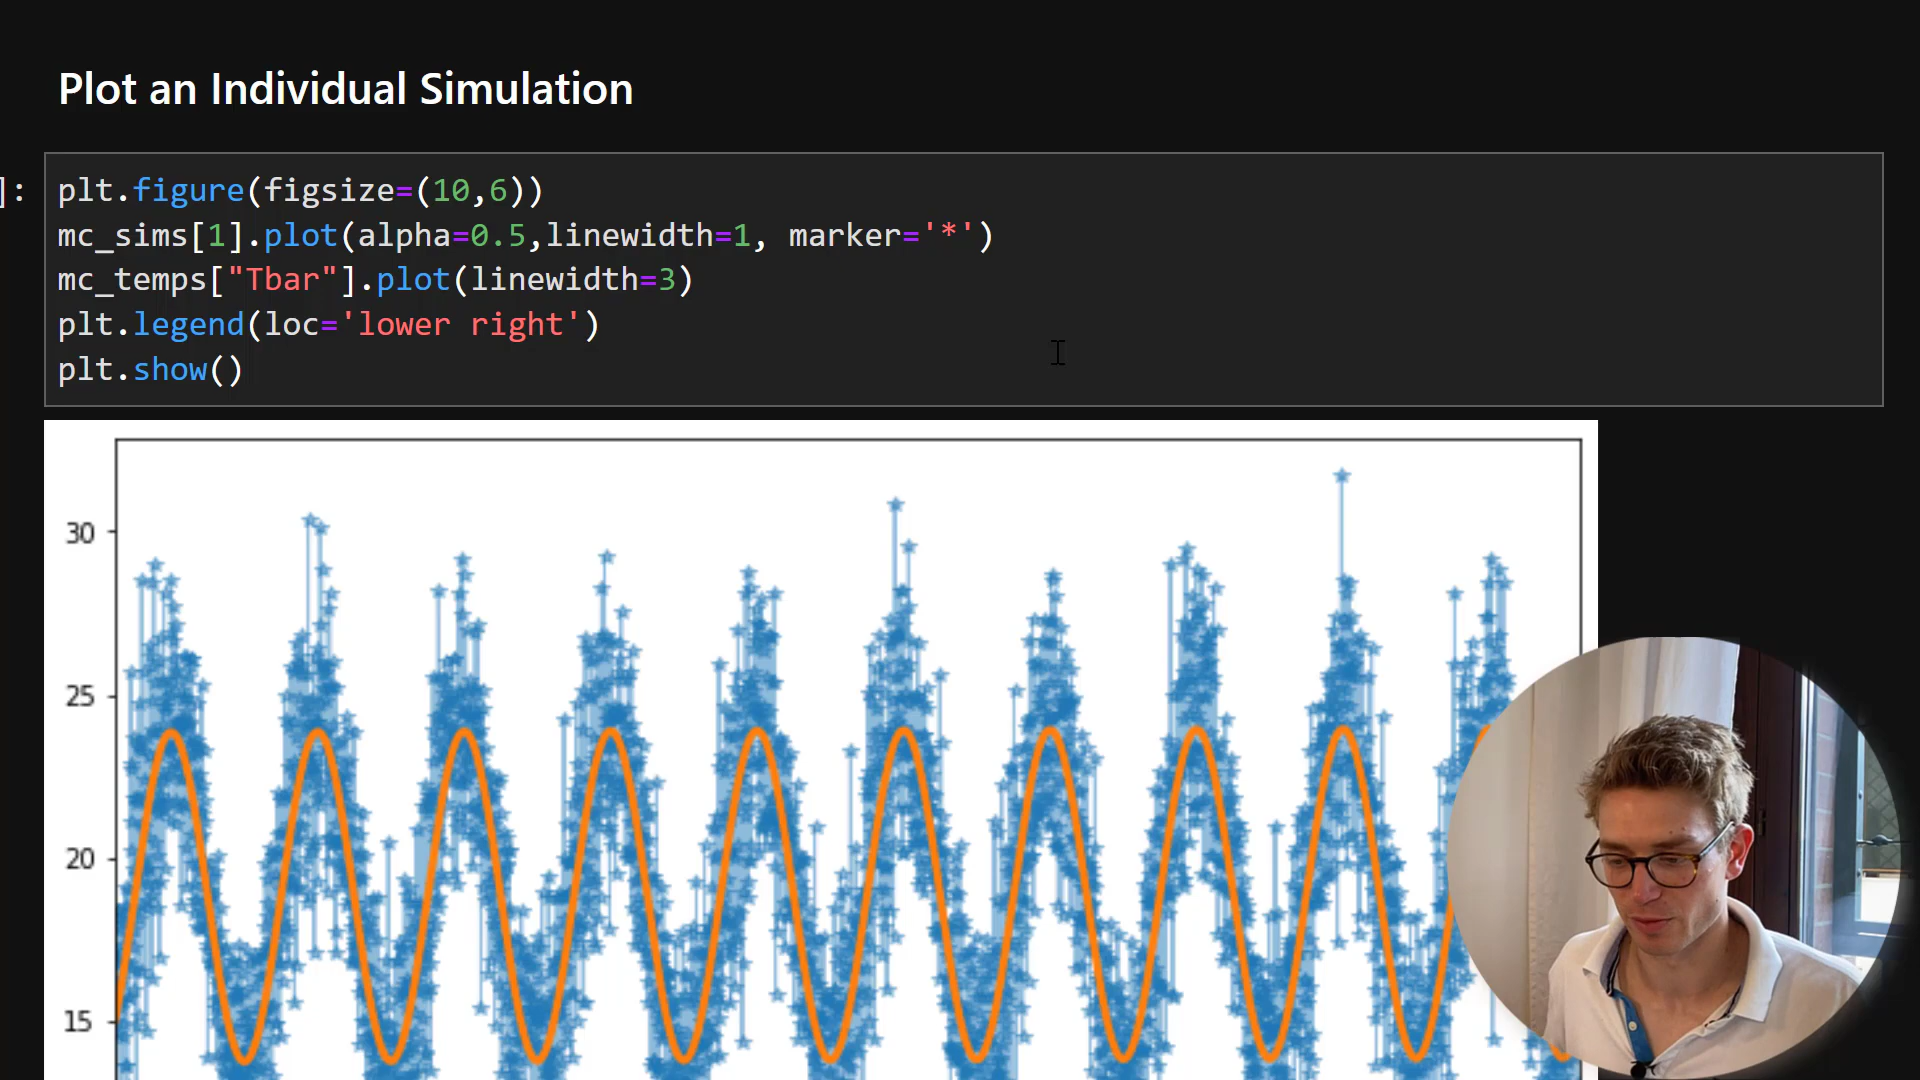 Plot an Individual Simulation
]:
plt.figure(figsize=(10,6))
mc_sims[1].plot(alpha=0.5,linewidth=1, marker='*')
mc_temps["Tbar"].plot(linewidth=3)
plt.legend(loc='lower right')
plt.show()
30
25
20
15